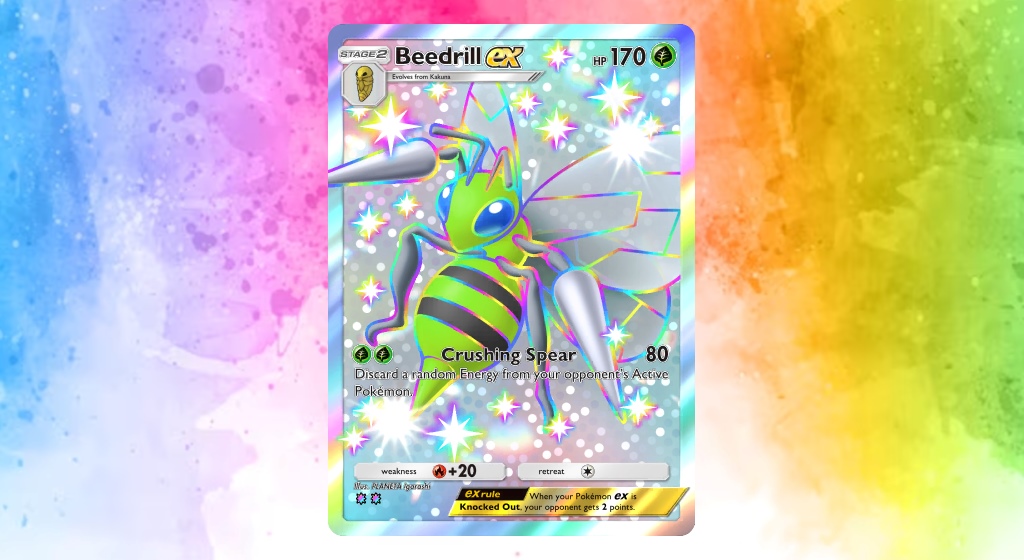 STAGE 2 Beedrill ex HP 170
Evolves from Kakuna
Crushing Spear 80
Discard a random Energy from your opponent's Active
Pokémon.
weakness +20 retreat
Illus. PLANETA Igarashi
ex rule When your Pokémon ex is
Knocked Out, your opponent gets 2 points.